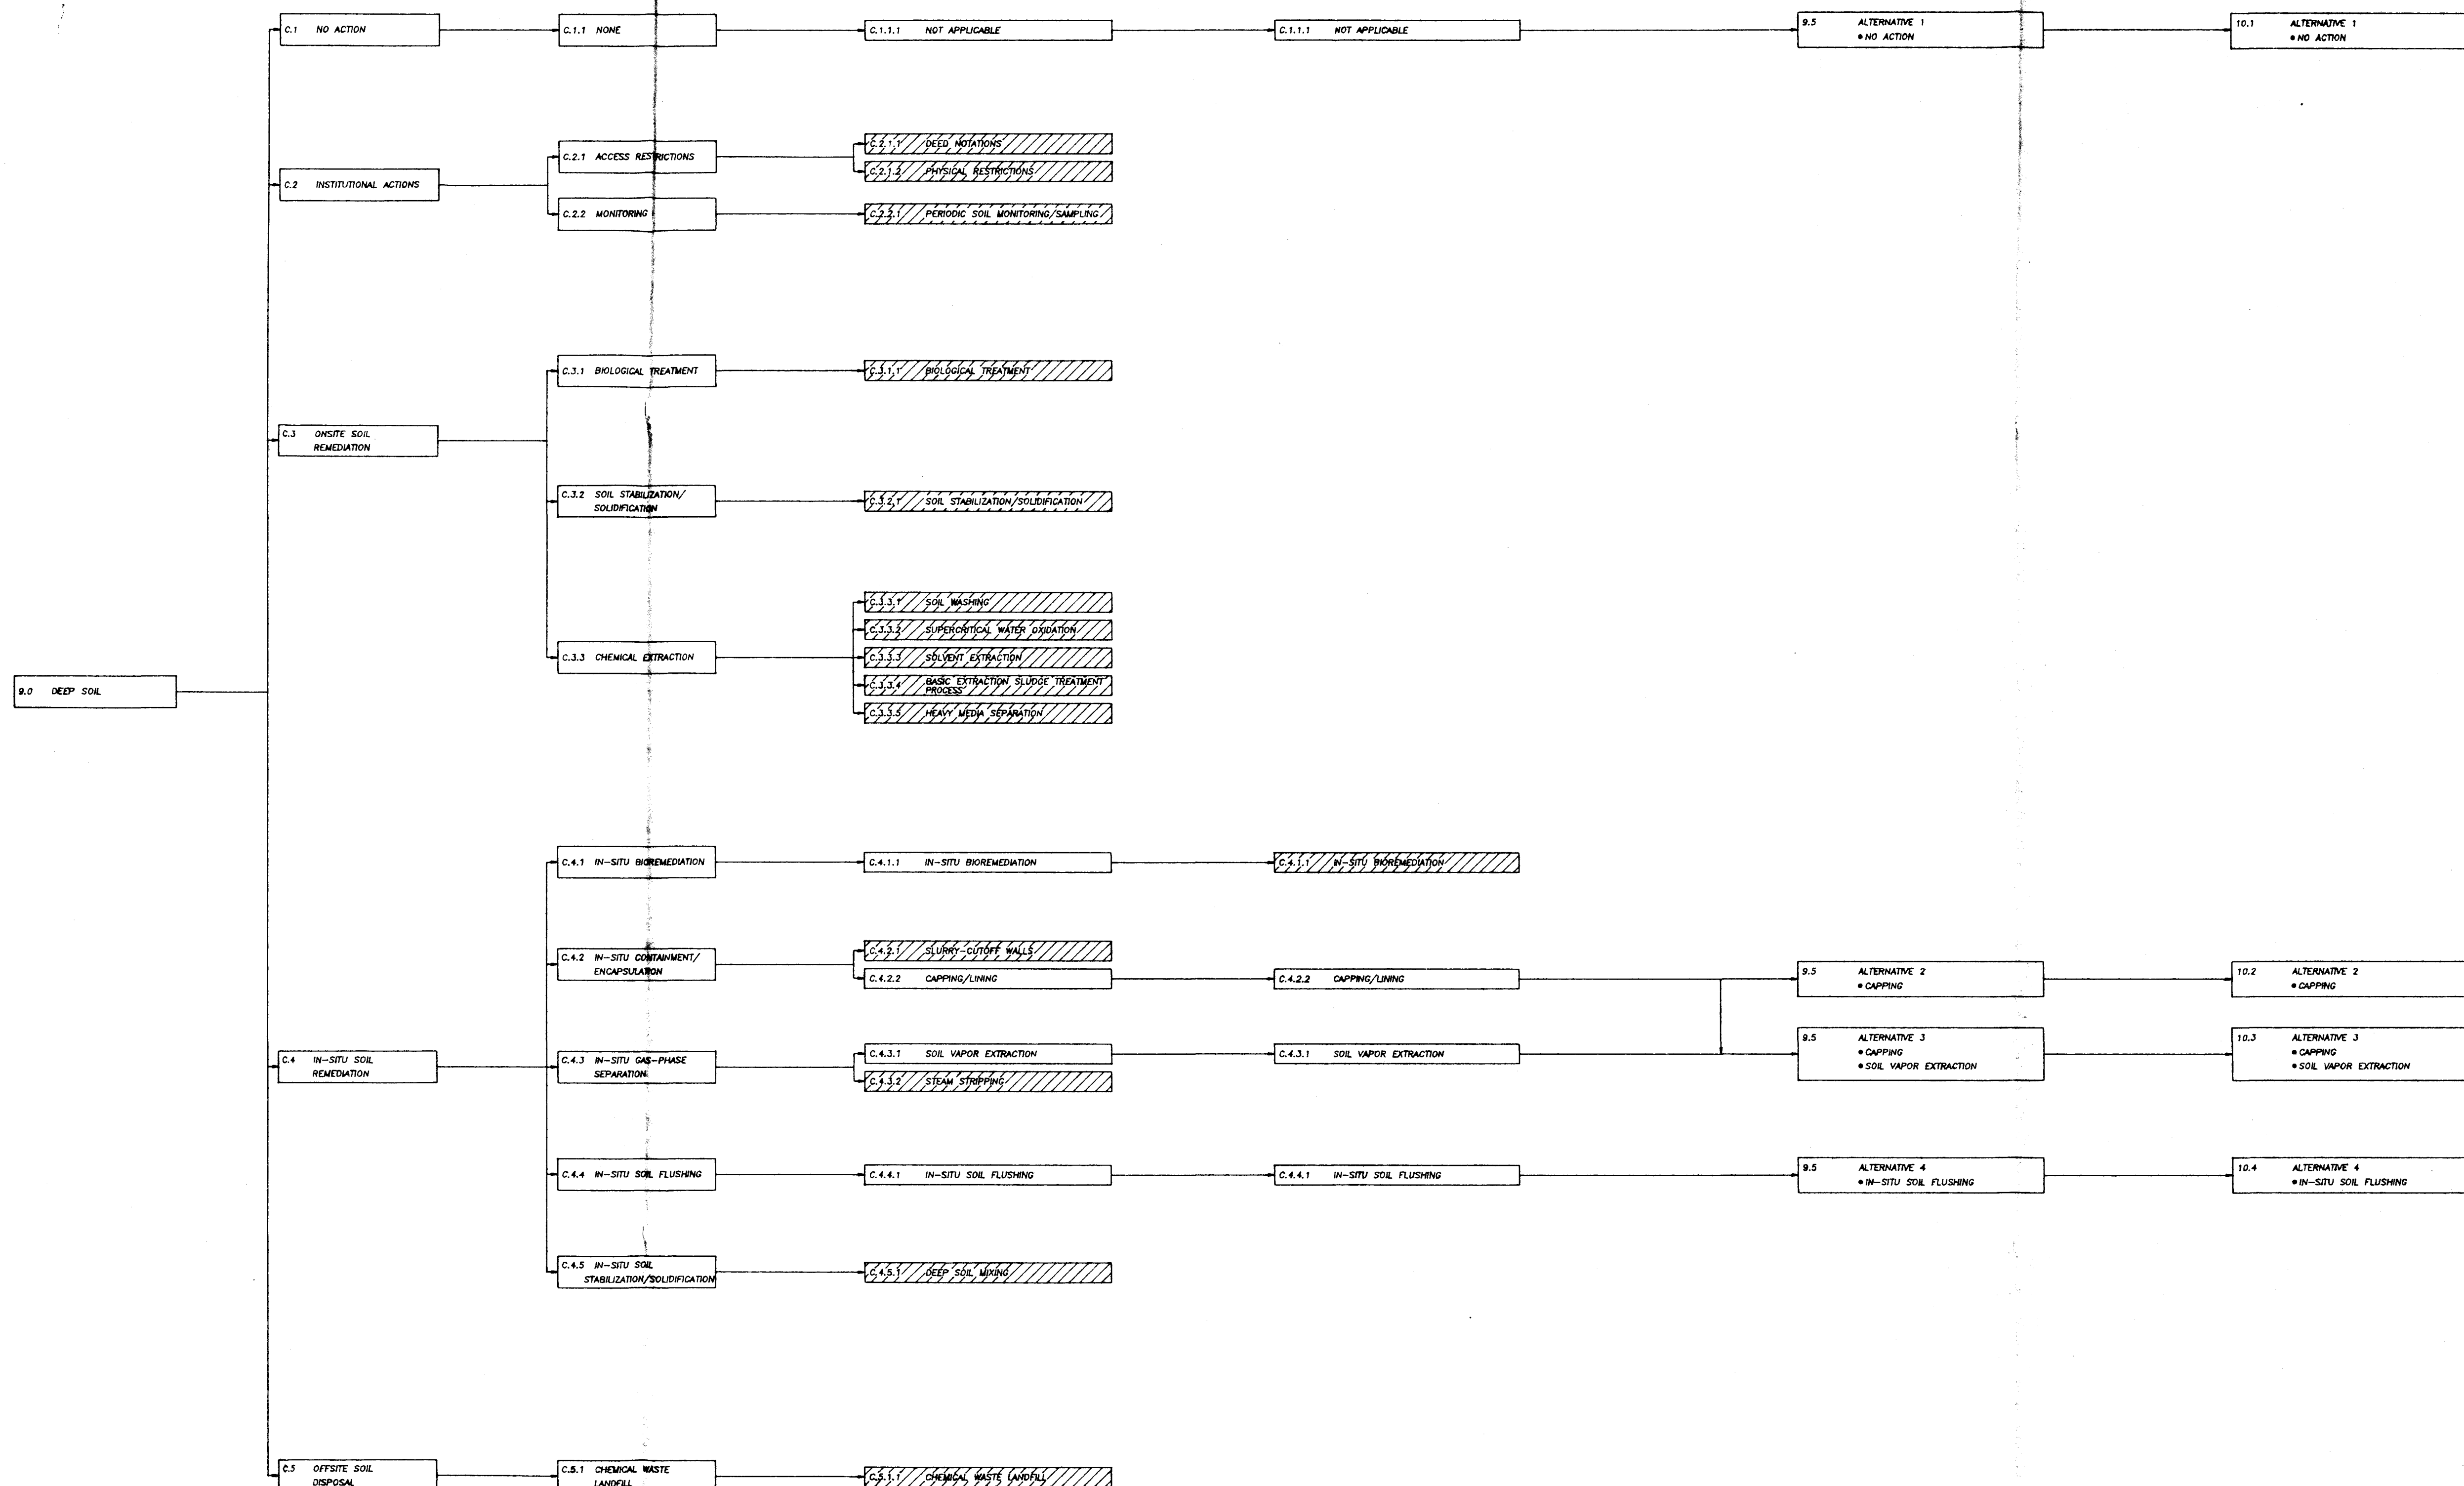 C.1 NO ACTION
C.1.1 NONE
C.1.1.1 NOT APPLICABLE
C.1.1.1 NOT APPLICABLE
9.5 ALTERNATIVE 1
• NO ACTION
10.1 ALTERNATIVE 1
• NO ACTION
C.2 INSTITUTIONAL ACTIONS
C.2.1 ACCESS RESTRICTIONS
C.2.1.1 DEED NOTATIONS
C.2.1.2 PHYSICAL RESTRICTIONS
C.2.2 MONITORING
C.2.2.1 PERIODIC SOIL MONITORING/SAMPLING
C.3 ONSITE SOIL
REMEDIATION
C.3.1 BIOLOGICAL TREATMENT
C.3.1.1 BIOLOGICAL TREATMENT
C.3.2 SOIL STABILIZATION/
SOLIDIFICATION
C.3.2.1 SOIL STABILIZATION/SOLIDIFICATION
C.3.3 CHEMICAL EXTRACTION
C.3.3.1 SOIL WASHING
C.3.3.2 SUPERCRITICAL WATER OXIDATION
C.3.3.3 SOLVENT EXTRACTION
C.3.3.4 BASIC EXTRACTION SLUDGE TREATMENT
PROCESS
C.3.3.5 HEAVY MEDIA SEPARATION
9.0 DEEP SOIL
C.4 IN-SITU SOIL
REMEDIATION
C.4.1 IN-SITU BIOREMEDIATION
C.4.1.1 IN-SITU BIOREMEDIATION
C.4.1.1 IN-SITU BIOREMEDIATION
C.4.2 IN-SITU CONTAINMENT/
ENCAPSULATION
C.4.2.1 SLURRY-CUTOFF WALLS
C.4.2.2 CAPPING/LINING
C.4.2.2 CAPPING/LINING
9.5 ALTERNATIVE 2
• CAPPING
10.2 ALTERNATIVE 2
• CAPPING
C.4.3 IN-SITU GAS-PHASE
SEPARATION
C.4.3.1 SOIL VAPOR EXTRACTION
C.4.3.1 SOIL VAPOR EXTRACTION
C.4.3.2 STEAM STRIPPING
9.5 ALTERNATIVE 3
• CAPPING
• SOIL VAPOR EXTRACTION
10.3 ALTERNATIVE 3
• CAPPING
• SOIL VAPOR EXTRACTION
C.4.4 IN-SITU SOIL FLUSHING
C.4.4.1 IN-SITU SOIL FLUSHING
C.4.4.1 IN-SITU SOIL FLUSHING
9.5 ALTERNATIVE 4
• IN-SITU SOIL FLUSHING
10.4 ALTERNATIVE 4
• IN-SITU SOIL FLUSHING
C.4.5 IN-SITU SOIL
STABILIZATION/SOLIDIFICATION
C.4.5.1 DEEP SOIL MIXING
C.5 OFFSITE SOIL
DISPOSAL
C.5.1 CHEMICAL WASTE
LANDFILL
C.5.1.1 CHEMICAL WASTE LANDFILL